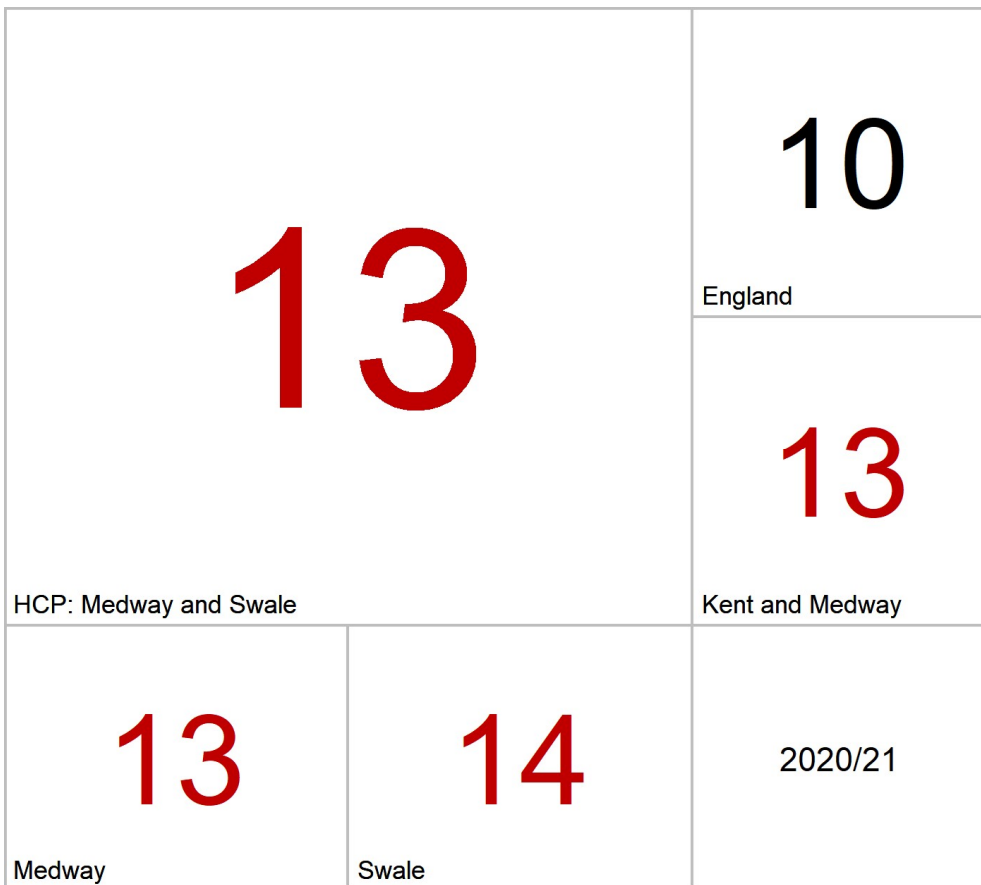 13
HCP: Medway and Swale
10
England
13
Kent and Medway
13
Medway
14
Swale
2020/21